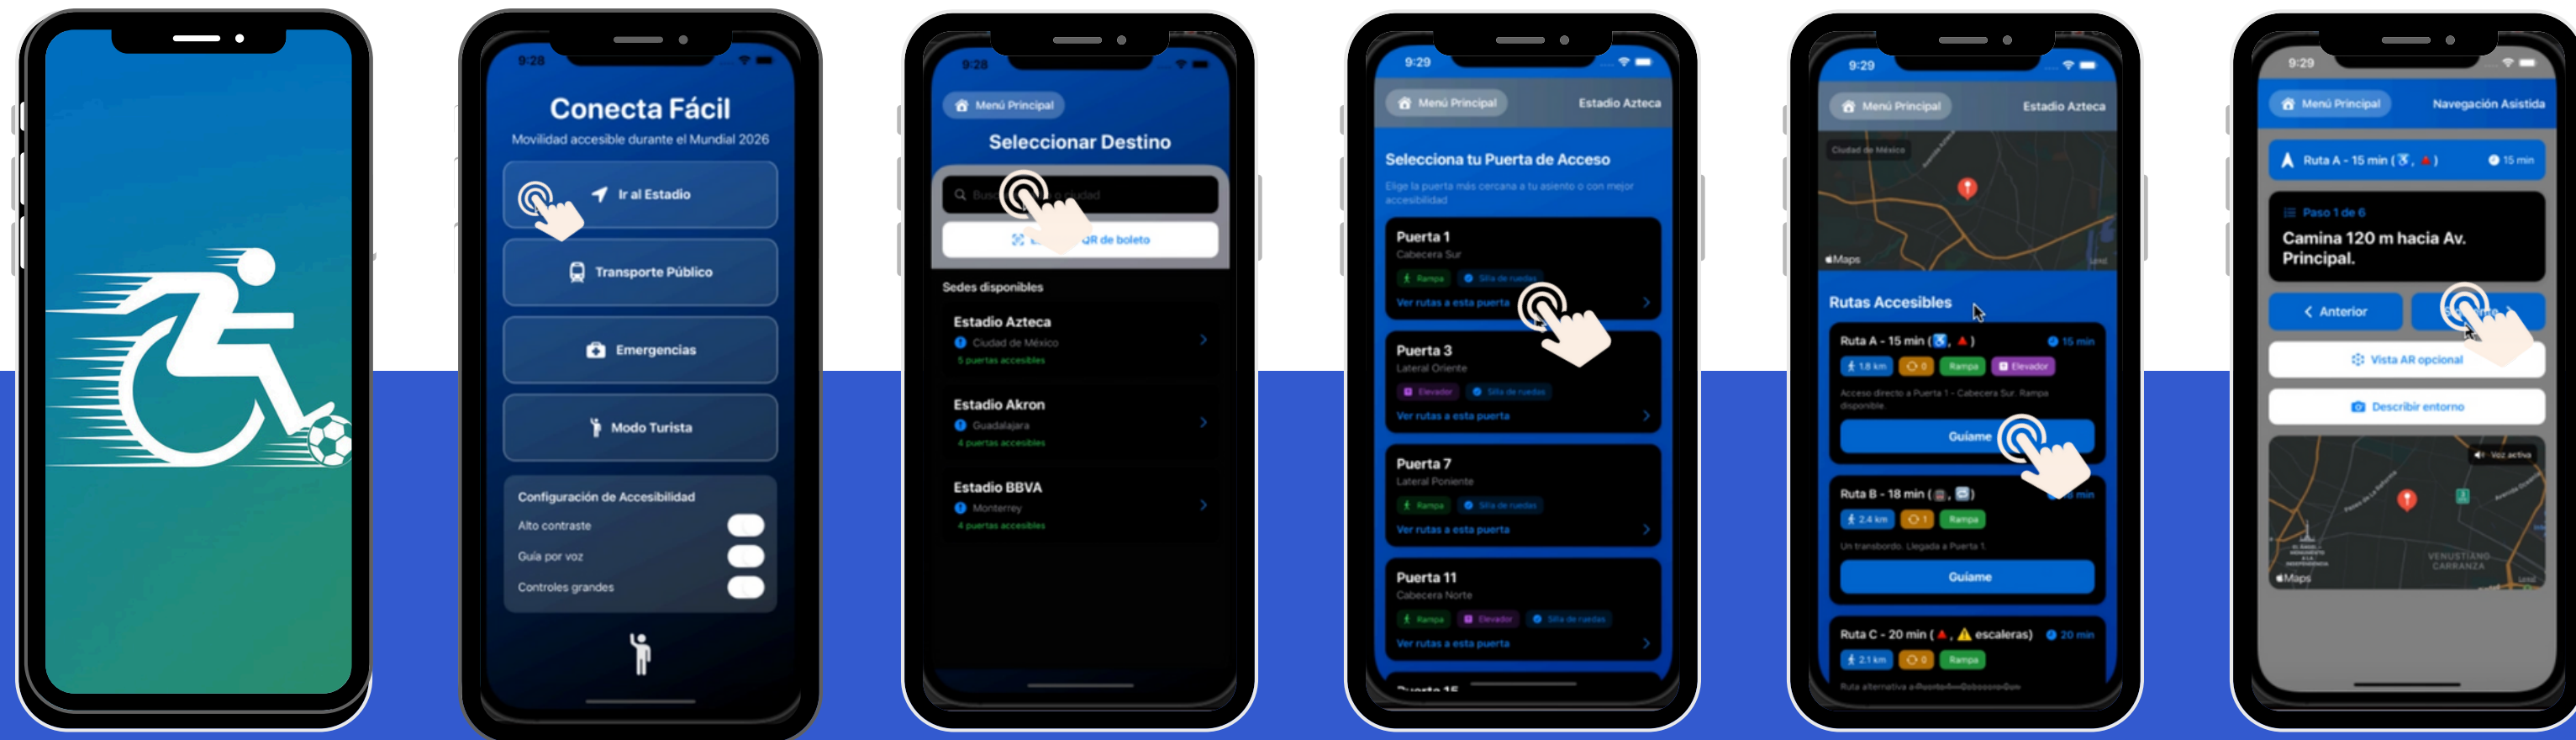 9:28
Conecta Fácil
Movilidad accesible durante el Mundial 2026
Ir al Estadio
Transporte Público
Emergencias
Modo Turista
Configuración de Accesibilidad
Alto contraste
Guía por voz
Controles grandes
9:28
Menú Principal
Seleccionar Destino
ciudad
QR de boleto
Sedes disponibles
Estadio Azteca
Ciudad de México
5 puertas accesibles
Estadio Akron
Guadalajara
4 puertas accesibles
Estadio BBVA
Monterrey
4 puertas accesibles
9:29
Menú Principal
Estadio Azteca
Selecciona tu Puerta de Acceso
Elige la puerta más cercana a tu asiento o con mejor
accesibilidad
Puerta 1
Cabecera Sur
Rampa Silla de ruedas
Ver rutas a esta puerta
Puerta 3
Lateral Oriente
Elevador Silla de ruedas
Ver rutas a esta puerta
Puerta 7
Lateral Poniente
Rampa Silla de ruedas
Ver rutas a esta puerta
Puerta 11
Cabecera Norte
Rampa Elevador Silla de ruedas
Ver rutas a esta puerta
9:29
Menú Principal
Estadio Azteca
Ciudad de México
Maps
Rutas Accesibles
Ruta A - 15 min (♿, 🔺) 15 min
1.8 km 0 Rampa Elevador
Acceso directo a Puerta 1 - Cabecera Sur. Rampa
disponible.
Guíame
Ruta B - 18 min min
2.4 km 1 Rampa
Un transbordo. Llegada a Puerta 1.
Guíame
Ruta C - 20 min (🔺, ⚠️ escaleras) 20 min
2.1 km 0 Rampa
Ruta alternativa a
9:29
Menú Principal
Navegación Asistida
Ruta A - 15 min (♿, 🔺) 15 min
Paso 1 de 6
Camina 120 m hacia Av.
Principal.
Anterior
Vista AR opcional
Describir entorno
Voz activa
Paseo de La Reforma
VENUSTIANO
CARRANZA
Maps